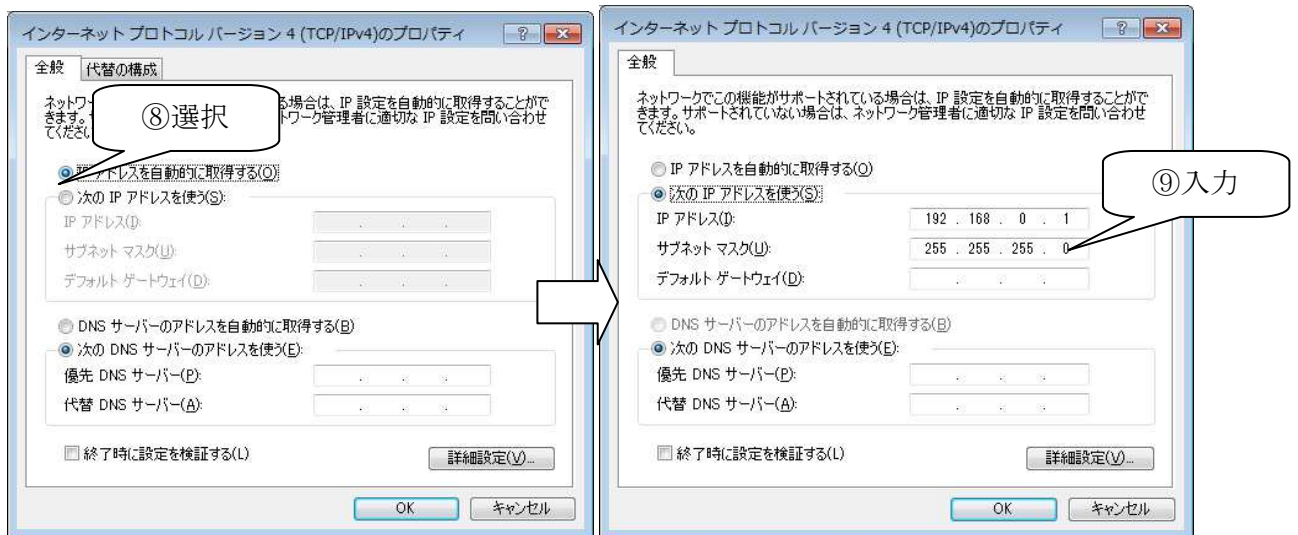 インターネット プロトコル バージョン 4 (TCP/IPv4)のプロパティ
全般
代替の構成
ネットワー
る場合は、IP 設定を自動的に取得することがで
きます。
トワーク管理者に適切な IP 設定を問い合わせ
てくださ
⑧選択
アドレスを自動的に取得する(O)
次の IP アドレスを使う(S):
IP アドレス(I):
サブネット マスク(U):
デフォルト ゲートウェイ(D):
DNS サーバーのアドレスを自動的に取得する(B)
次の DNS サーバーのアドレスを使う(E):
優先 DNS サーバー(P):
代替 DNS サーバー(A):
終了時に設定を検証する(L)
詳細設定(V)...
OK
キャンセル
インターネット プロトコル バージョン 4 (TCP/IPv4)のプロパティ
全般
ネットワークでこの機能がサポートされている場合は、IP 設定を自動的に取得することがで
きます。サポートされていない場合は、ネットワーク管理者に適切な IP 設定を問い合わせ
てください。
IP アドレスを自動的に取得する(O)
⑨入力
次の IP アドレスを使う(S):
IP アドレス(I): 192 . 168 . 0 . 1
サブネット マスク(U): 255 . 255 . 255 . 0
デフォルト ゲートウェイ(D):
DNS サーバーのアドレスを自動的に取得する(B)
次の DNS サーバーのアドレスを使う(E):
優先 DNS サーバー(P):
代替 DNS サーバー(A):
終了時に設定を検証する(L)
詳細設定(V)...
OK
キャンセル